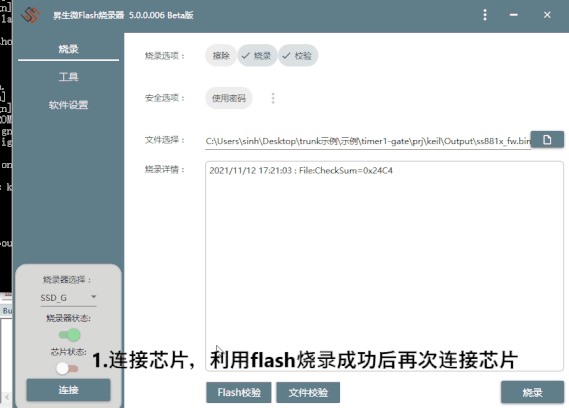 昇生微Flash烧录器 5.0.0.006 Beta版
烧录
工具
软件设置
烧录选项：
擦除
烧录
校验
安全选项：
使用密码
文件选择：
C:\Users\sinh\Desktop\trunk示例\示例\timer1-gate\prj\keil\Output\ss881x_fw.bin
烧录详情：
2021/11/12 17:21:03 : File:CheckSum=0x24C4
烧录器选择：
SSD_G
烧录器状态:
芯片状态:
连接
1.连接芯片，利用flash烧录成功后再次连接芯片
Flash校验
文件校验
烧录